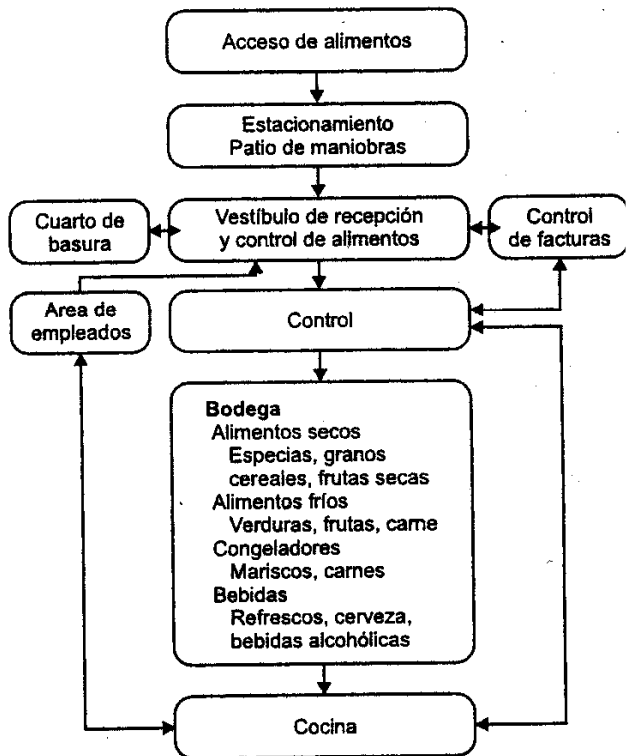 Acceso de alimentos
Estacionamiento
Patio de maniobras
Cuarto de
basura
Vestíbulo de recepción
y control de alimentos
Control
de facturas
Area de
empleados
Control
Bodega
Alimentos secos
Especias, granos
cereales, frutas secas
Alimentos fríos
Verduras, frutas, carne
Congeladores
Mariscos, carnes
Bebidas
Refrescos, cerveza,
bebidas alcohólicas
Cocina